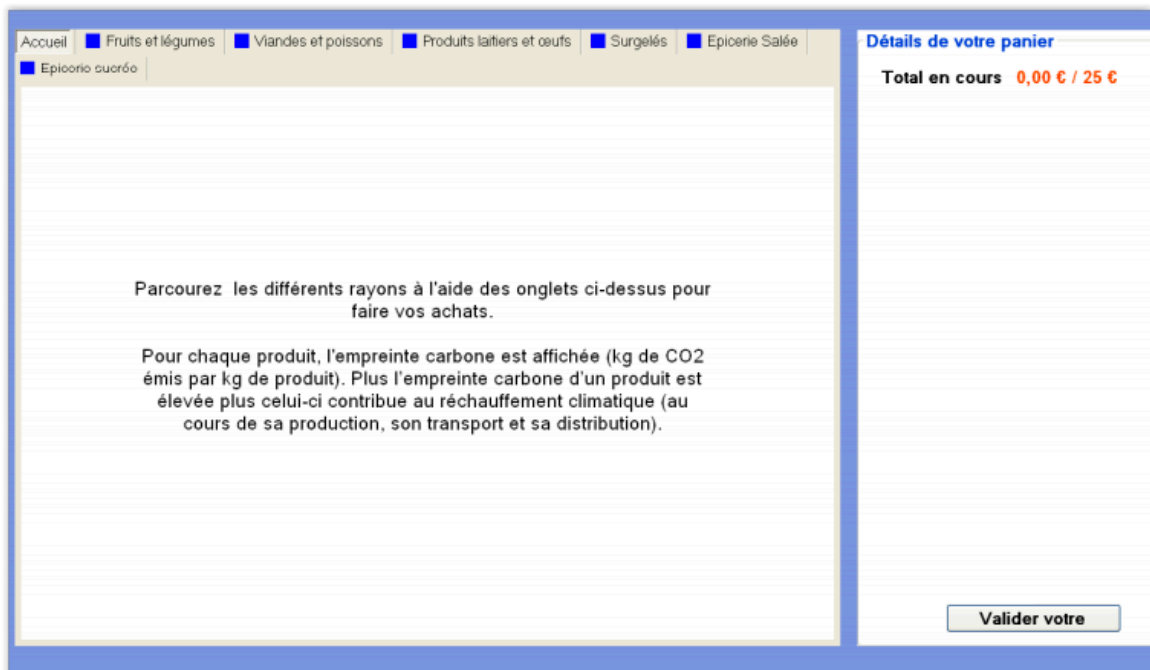 Accueil Fruits et légumes Viandes et poissons Produits laitiers et œufs Surgelés Epicerie Salée
Epicerie sucrée
Parcourez les différents rayons à l'aide des onglets ci-dessus pour
faire vos achats.
Pour chaque produit, l'empreinte carbone est affichée (kg de CO2
émis par kg de produit). Plus l'empreinte carbone d'un produit est
élevée plus celui-ci contribue au réchauffement climatique (au
cours de sa production, son transport et sa distribution).
Détails de votre panier
Total en cours 0,00 € / 25 €
Valider votre